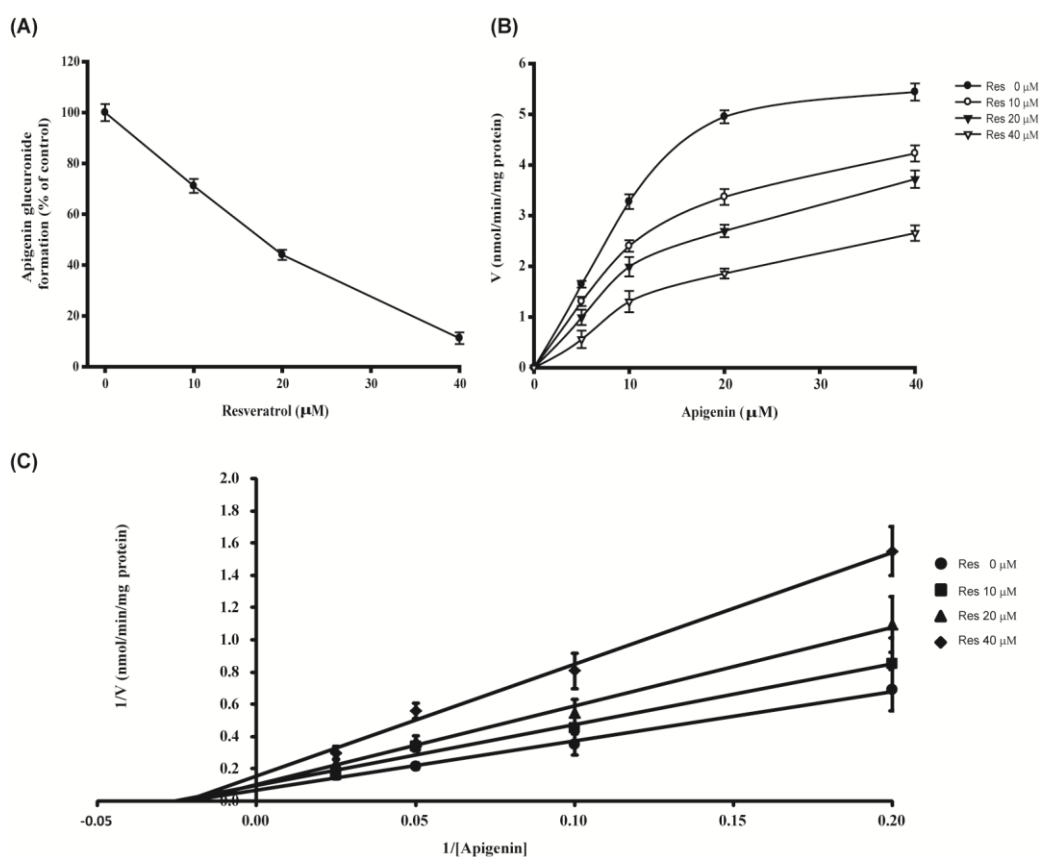 (A)
120
100
80
60
40
20
0
Apigenin glucuronide
formation (% of control)
0 10 20 30 40
Resveratrol (μM)
(B)
6
5
4
3
2
1
0
V (nmol/min/mg protein)
0 10 20 30 40
Apigenin (μM)
Res 0 μM
Res 10 μM
Res 20 μM
Res 40 μM
(C)
2.0
1.8
1.6
1.4
1.2
1.0
0.8
0.6
0.4
0.2
0.0
1/V (nmol/min/mg protein)
-0.05 0.00 0.05 0.10 0.15 0.20
1/[Apigenin]
Res 0 μM
Res 10 μM
Res 20 μM
Res 40 μM